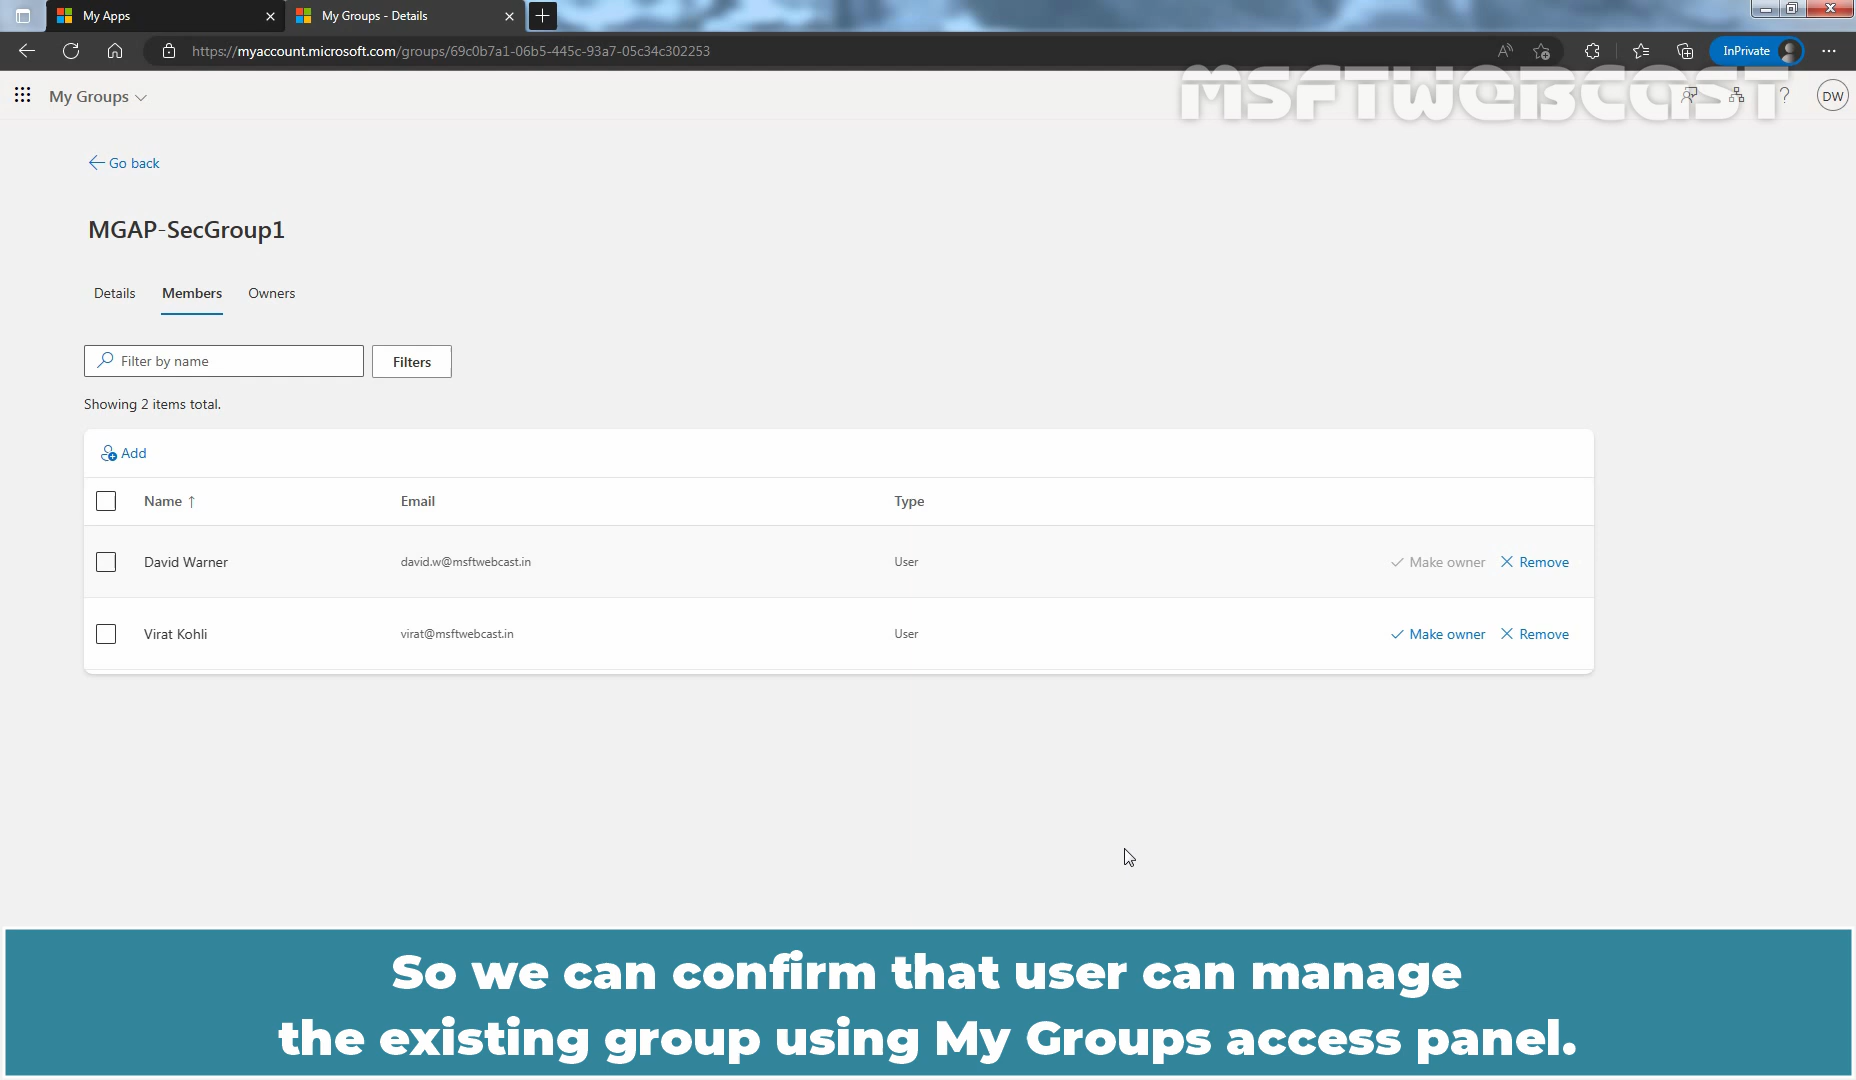 My Apps
My Groups - Details
https://myaccount.microsoft.com/groups/69c0b7a1-06b5-445c-93a7-05c34c302253
InPrivate
My Groups
MSFTWEBCAST
DW
Go back
MGAP-SecGroup1
Details Members Owners
Filter by name Filters
Showing 2 items total.
Add
Name ↑ Email Type
David Warner david.w@msftwebcast.in User Make owner Remove
Virat Kohli virat@msftwebcast.in User Make owner Remove
So we can confirm that user can manage
the existing group using My Groups access panel.